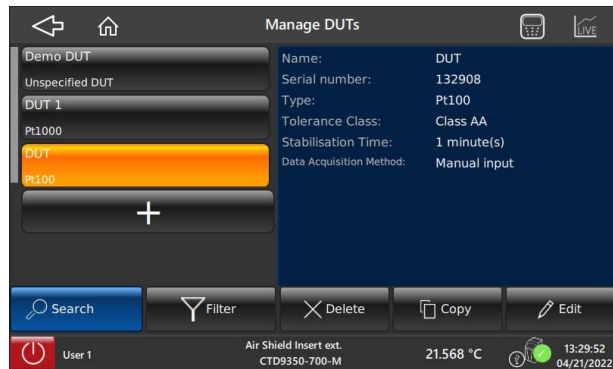 Manage DUTs
LIVE
Demo DUT
Unspecified DUT
DUT 1
Pt1000
DUT
Pt100
Name: DUT
Serial number: 132908
Type: Pt100
Tolerance Class: Class AA
Stabilisation Time: 1 minute(s)
Data Acquisition Method: Manual input
Search
Filter
Delete
Copy
Edit
User 1
Air Shield Insert ext.
CTD9350-700-M
21.568 °C
13:29:52
04/21/2022